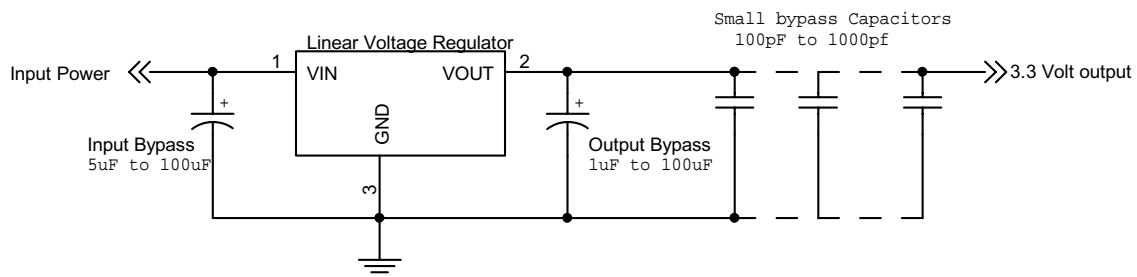 Small bypass Capacitors
100pF to 1000pf
Linear Voltage Regulator
1
2
Input Power
VIN
VOUT
3.3 Volt output
+
+
GND
Input Bypass
5uF to 100uF
Output Bypass
1uF to 100uF
3